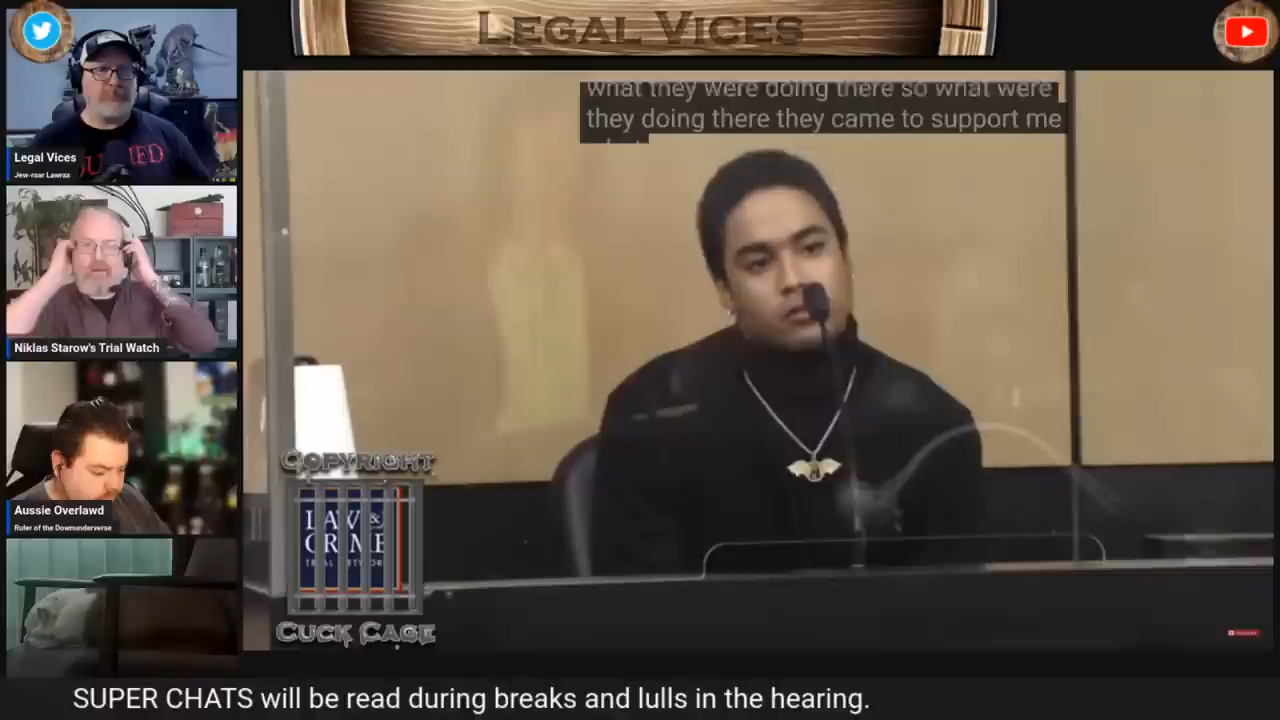 LEGAL VICES
what they were doing there so what were
they doing there they came to support me
Legal Vices
Jew-roar Lawrax
Niklas Starow's Trial Watch
Aussie Overlawd
Ruler of the Downunderverse
COPYRIGHT
LAW &
CRIME
CUCK CAGE
SUPER CHATS will be read during breaks and lulls in the hearing.